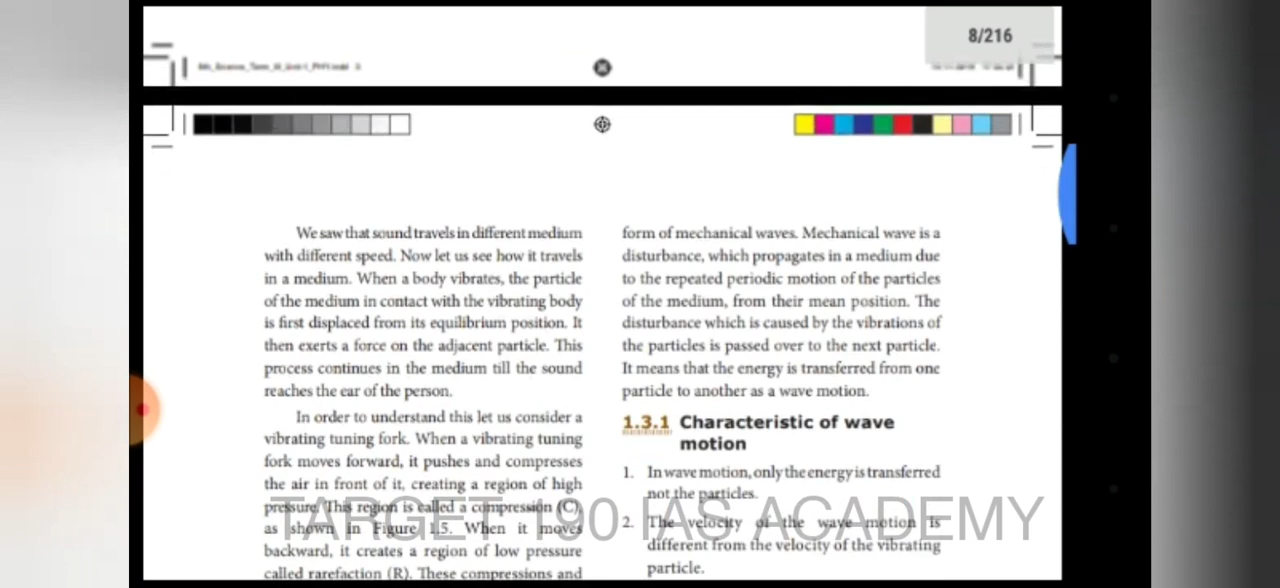 8/216
We saw that sound travels in different medium
with different speed. Now let us see how it travels
in a medium. When a body vibrates, the particle
of the medium in contact with the vibrating body
is first displaced from its equilibrium position. It
then exerts a force on the adjacent particle. This
process continues in the medium till the sound
reaches the ear of the person.
In order to understand this let us consider a
vibrating tuning fork. When a vibrating tuning
fork moves forward, it pushes and compresses
the air in front of it, creating a region of high
pressure. This region is called a compression (C),
as shown in Figure 1.5. When it moves
backward, it creates a region of low pressure
called rarefaction (R). These compressions and
form of mechanical waves. Mechanical wave is a
disturbance, which propagates in a medium due
to the repeated periodic motion of the particles
of the medium, from their mean position. The
disturbance which is caused by the vibrations of
the particles is passed over to the next particle.
It means that the energy is transferred from one
particle to another as a wave motion.
1.3.1 Characteristic of wave
motion
1. In wave motion, only the energy is transferred
not the particles.
2. The velocity of the wave motion is
different from the velocity of the vibrating
particle.
TARGET 190 IAS ACADEMY